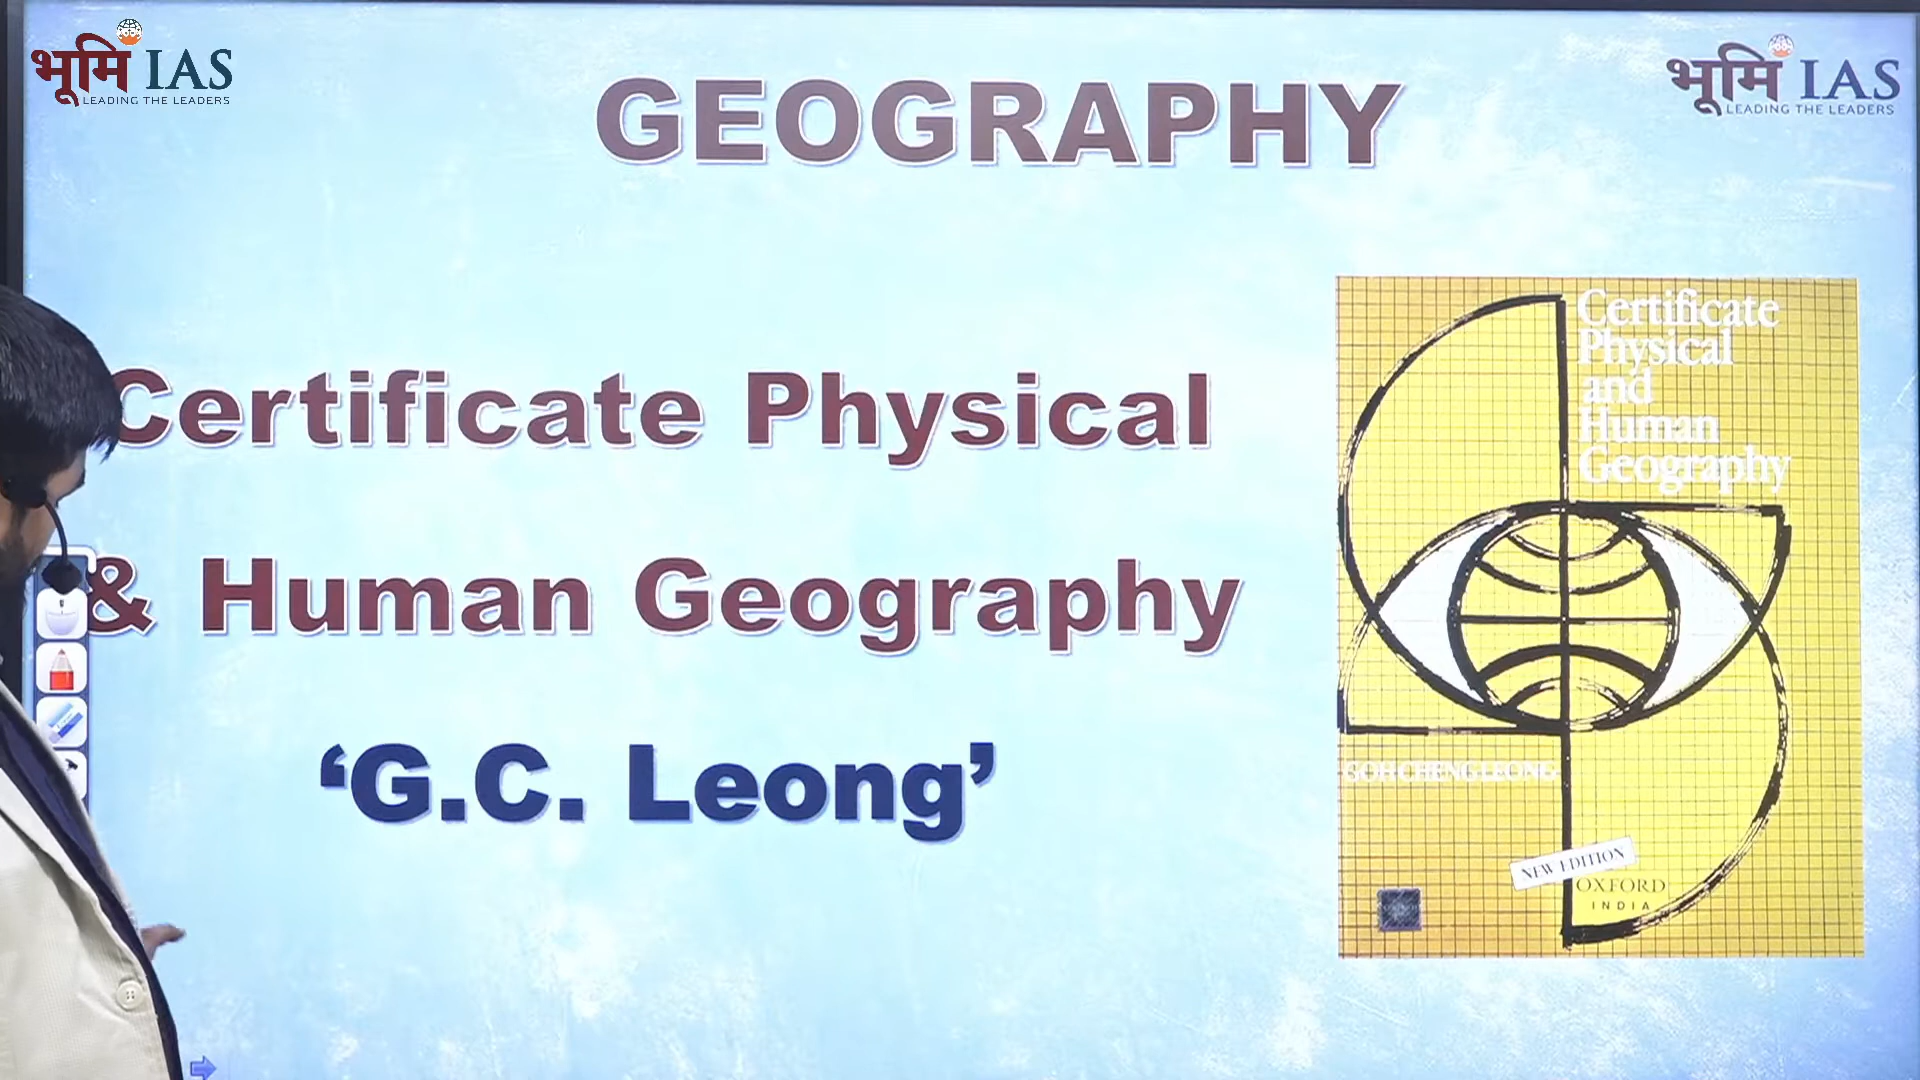 भूमि IAS
LEADING THE LEADERS
भूमि IAS
LEADING THE LEADERS
GEOGRAPHY
Certificate Physical
& Human Geography
‘G.C. Leong’
Certificate
Physical
and
Human
Geography
GOH CHENG LEONG
NEW EDITION
OXFORD
INDIA